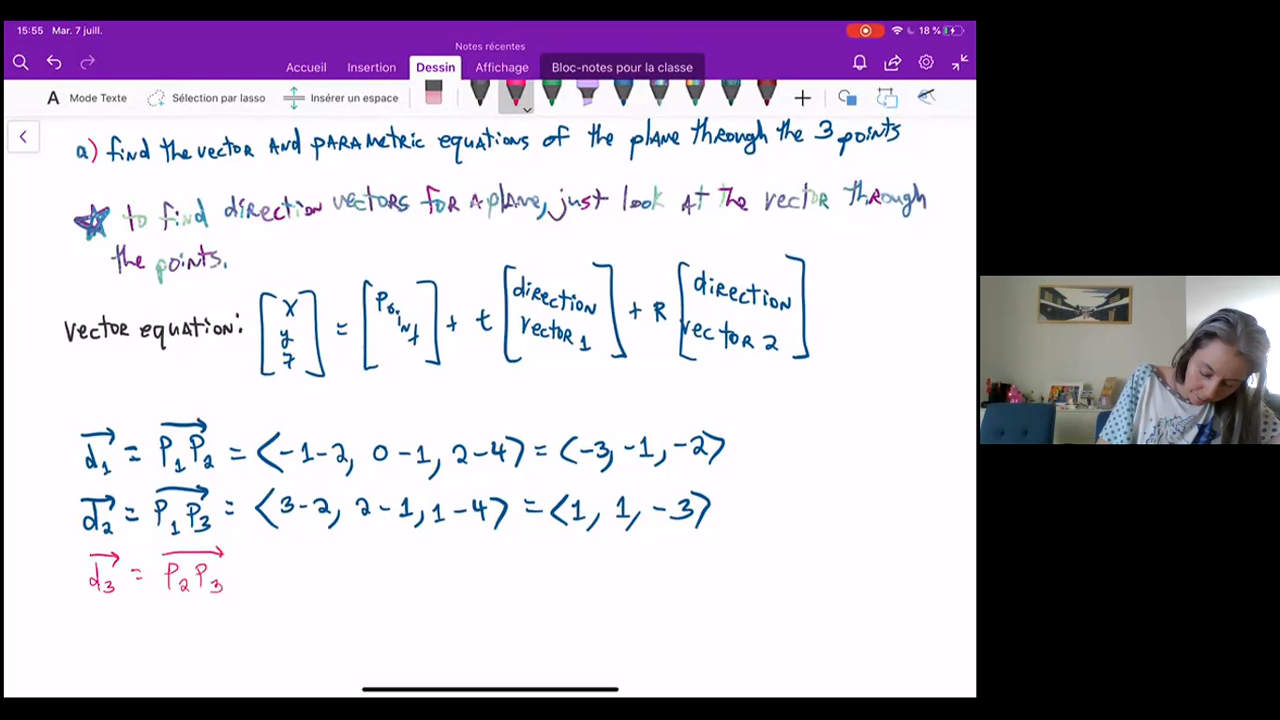 15:55 Mar. 7 juill. 18 %
Notes récentes
Accueil Insertion Dessin Affichage Bloc-notes pour la classe
A Mode Texte Sélection par lasso Insérer un espace
a) find the vector AND PARAMETRIC equations of the plane through the 3 points
☆ to find direction vectors for a plane, just look at the vector through
the points.
vector equation: [x y z] = [Point] + t [direction vector 1] + R [direction vector 2]
d₁ = P₁P₂ = <-1-2, 0-1, 2-4> = <-3, -1, -2>
d₂ = P₁P₃ = <3-2, 2-1, 1-4> = <1, 1, -3>
d₃ = P₂P₃